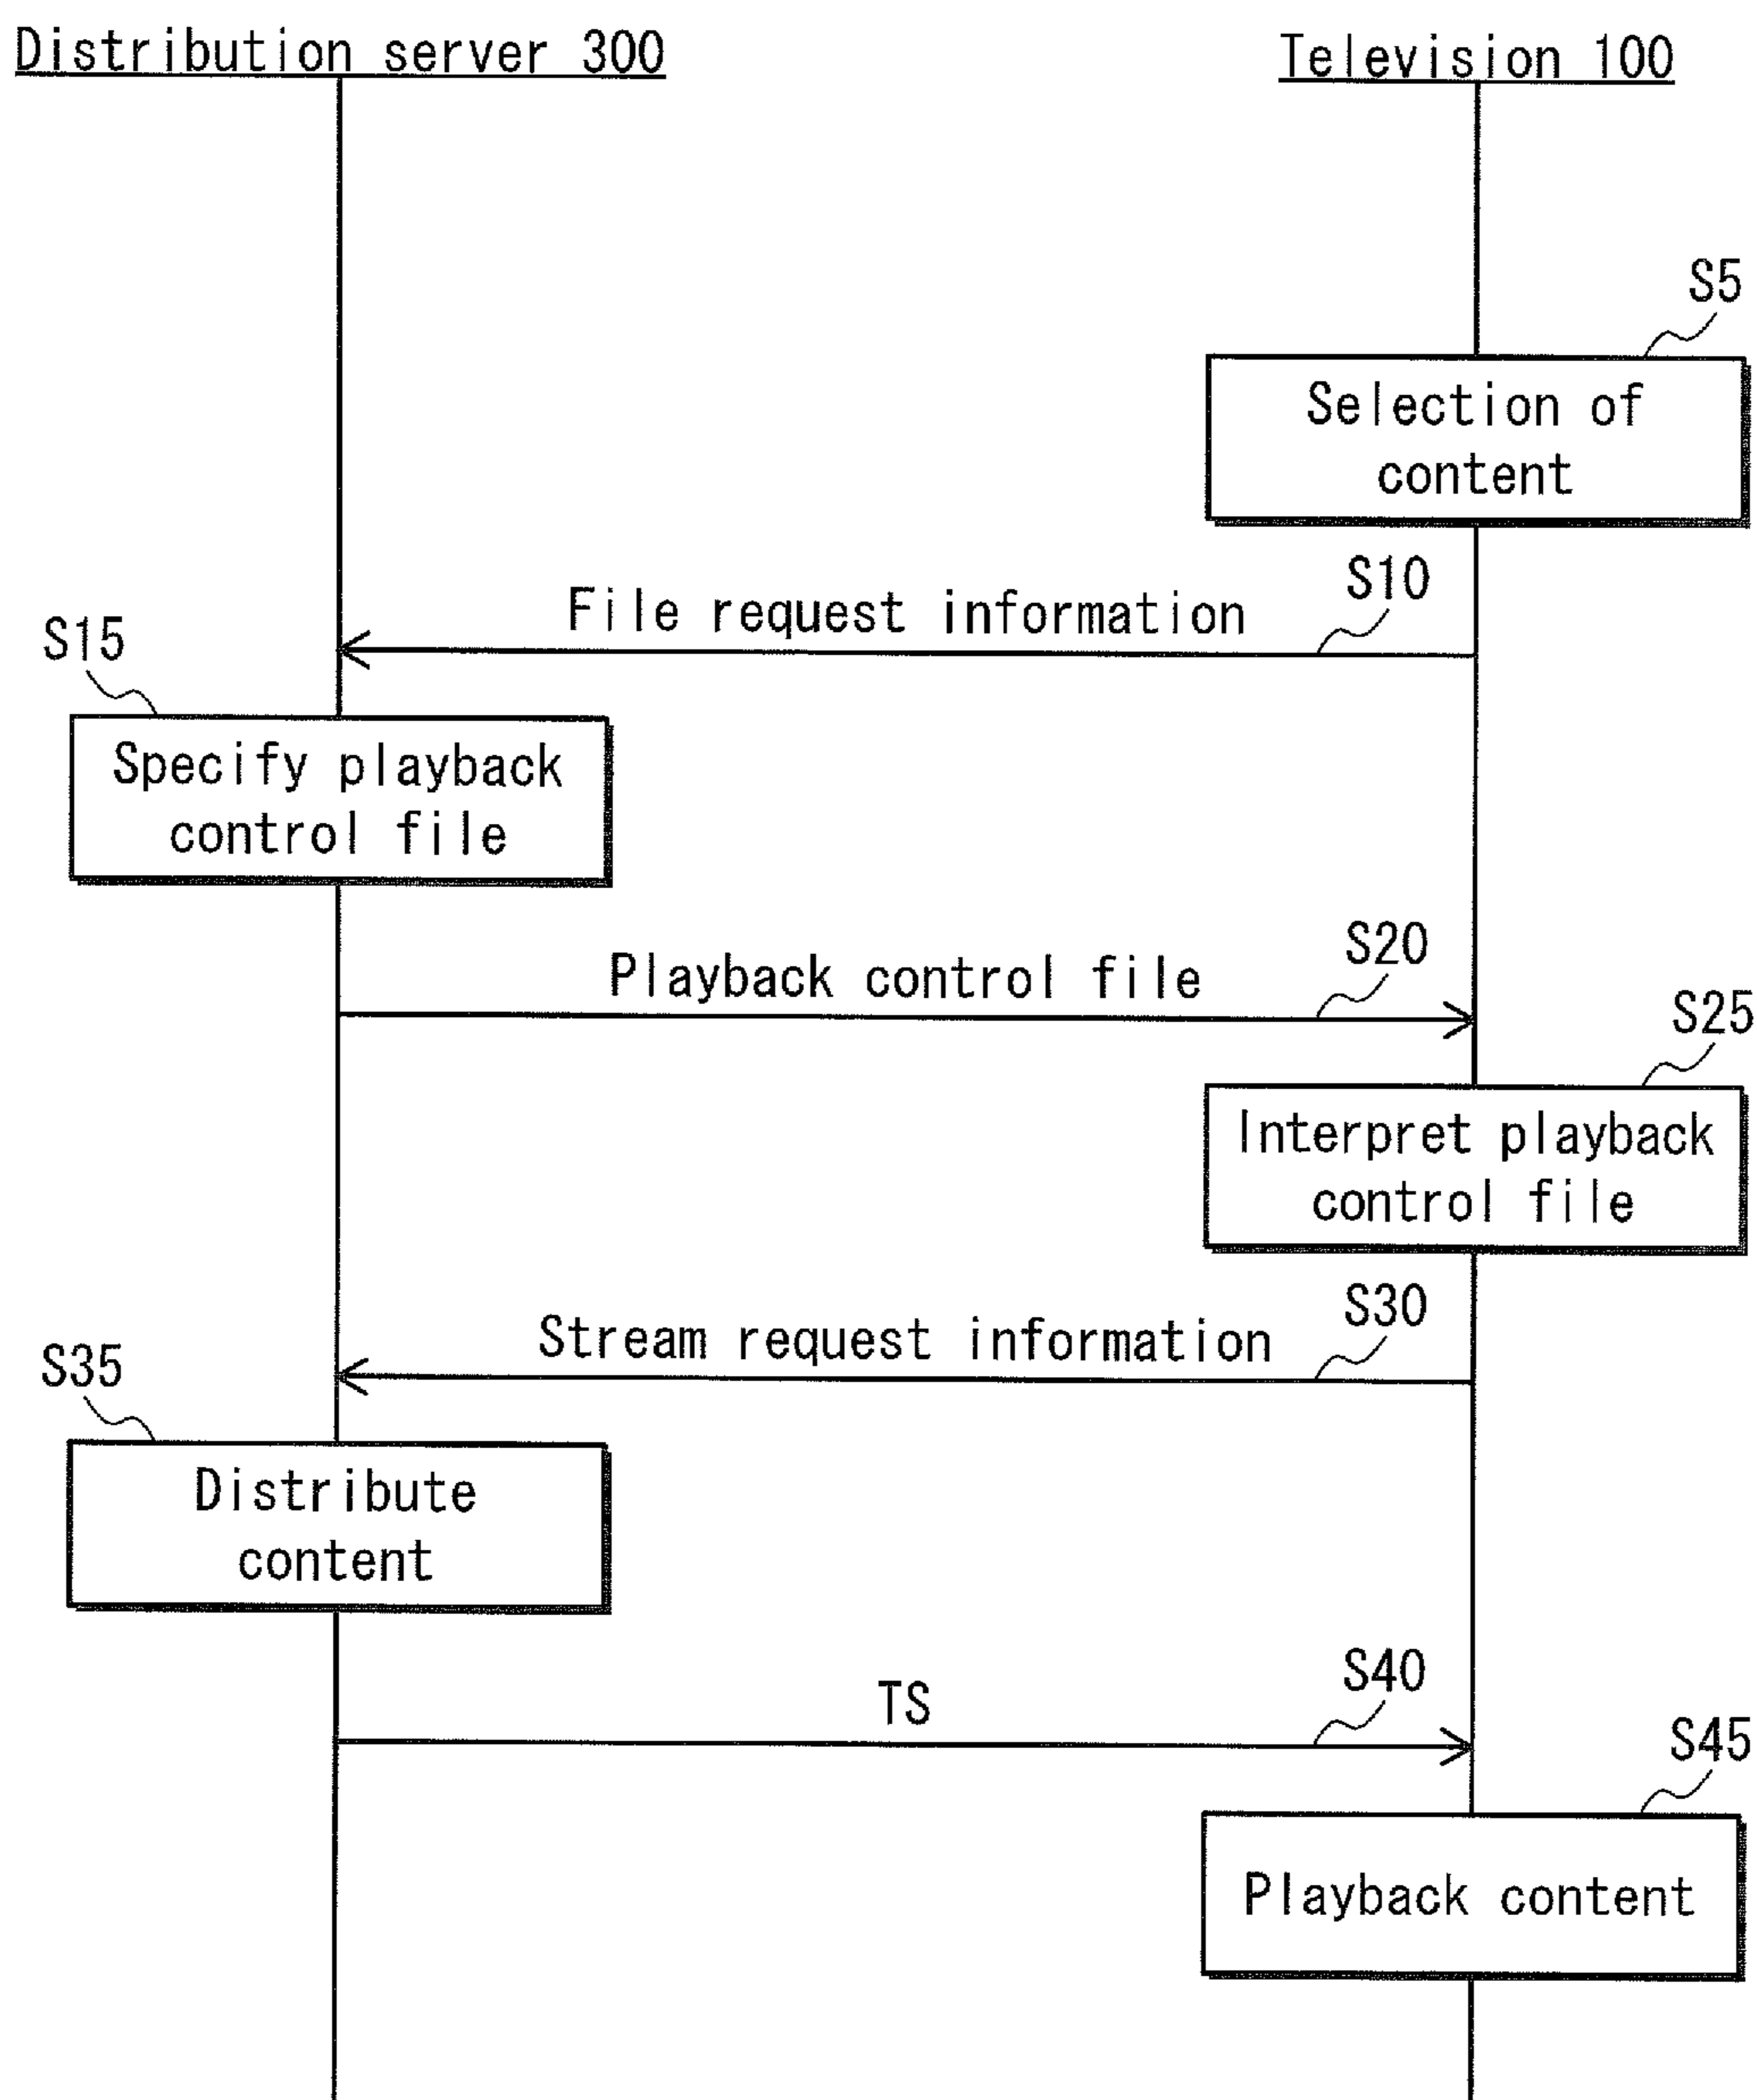 Distribution server 300
Television 100
S5
Selection of
content
S10
File request information
S15
Specify playback
control file
S20
Playback control file
S25
Interpret playback
control file
S30
Stream request information
S35
Distribute
content
S40
TS
S45
Playback content